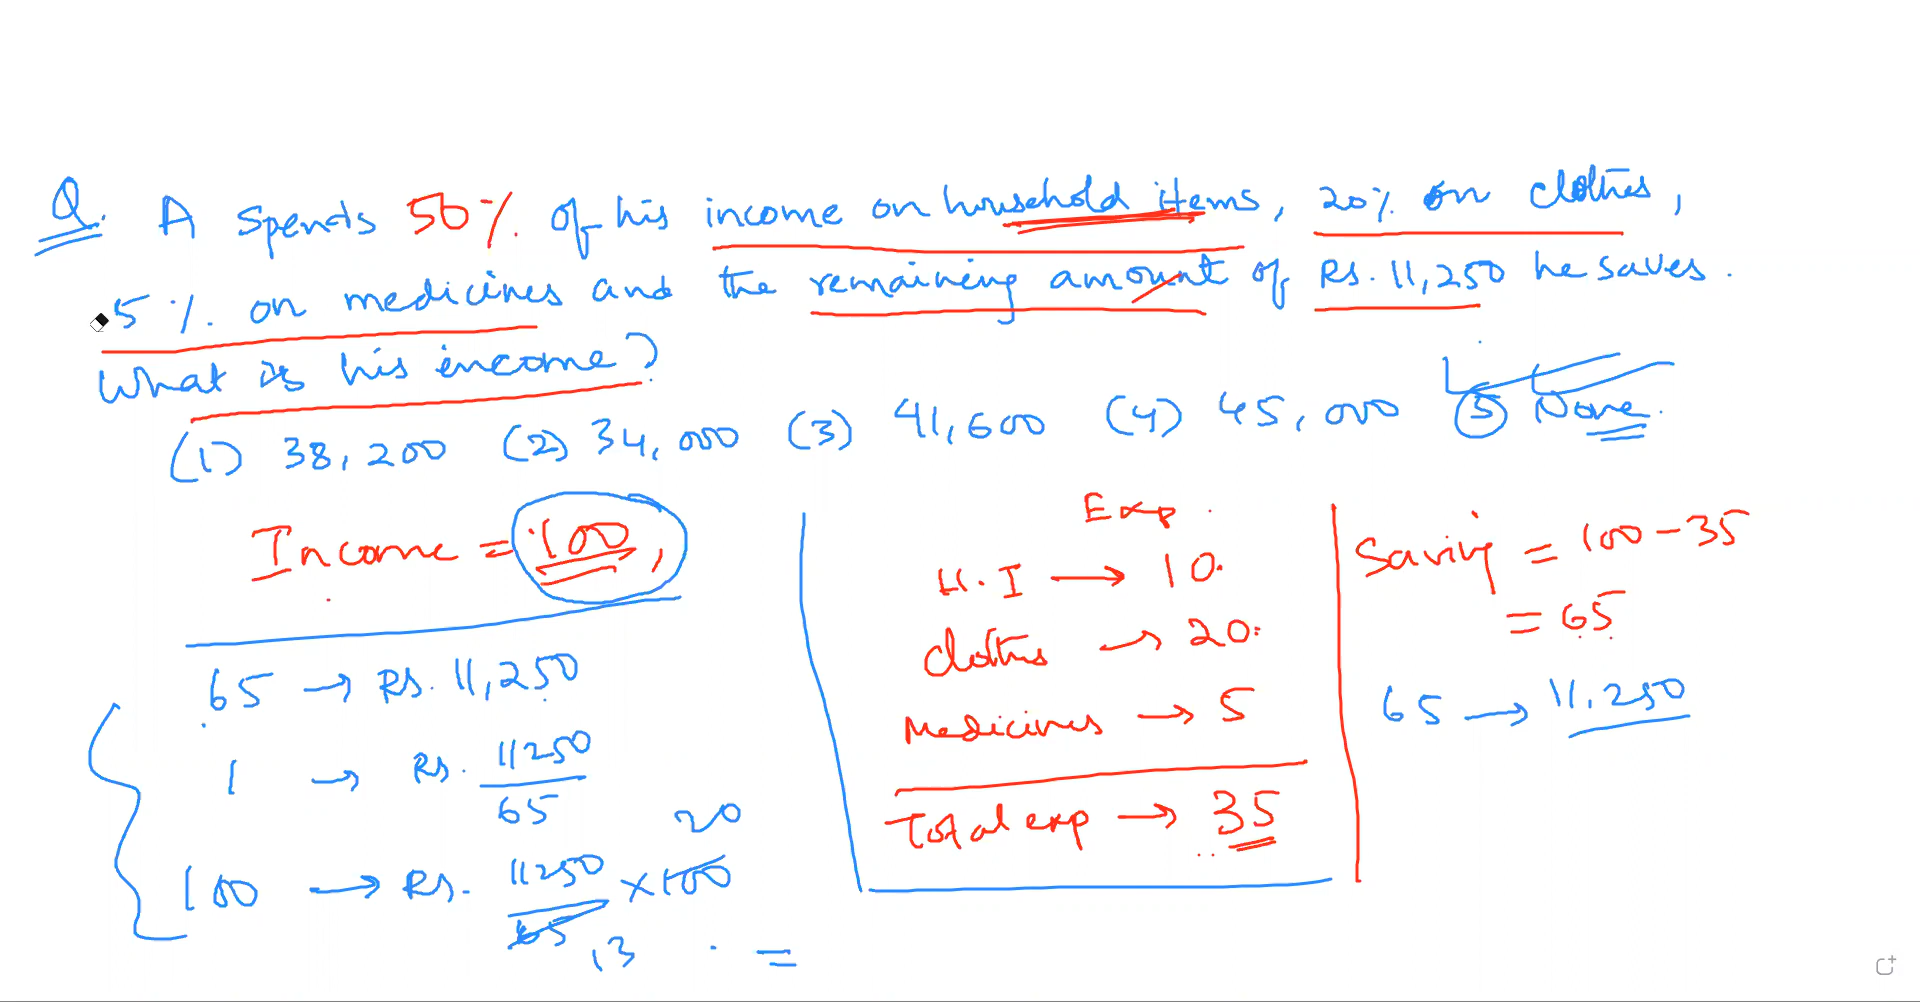 Q. A spends 50% of his income on household items, 20% on clothes,
5% on medicines and the remaining amount of Rs. 11,250 he saves.
What is his income?
(1) 38,200 (2) 34,000 (3) 41,600 (4) 45,000 (5) None.
Income = 100,
65 → Rs. 11,250
1 → Rs. 11250/65
20
100 → Rs. 11250/65 × 100
13 =
Exp.
H.I → 10.
Clothes → 20.
Medicines → 5
Total exp → 35
Saving = 100 - 35
= 65
65 → 11,250